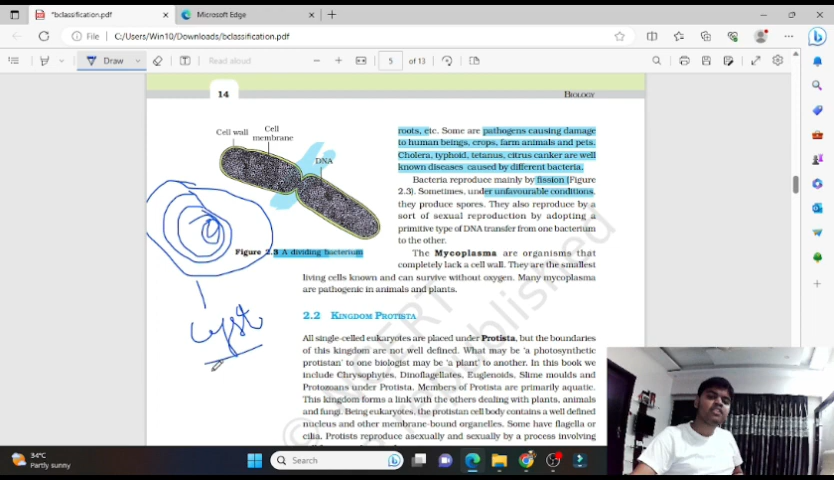 *bclassification.pdf
Microsoft Edge
File
C:/Users/Win10/Downloads/bclassification.pdf
Draw
Read aloud
5
of 13
14
BIOLOGY
Cell wall
Cell
membrane
DNA
Figure 2.3 A dividing bacterium
roots, etc. Some are pathogens causing damage
to human beings, crops, farm animals and pets.
Cholera, typhoid, tetanus, citrus canker are well
known diseases caused by different bacteria.
Bacteria reproduce mainly by fission (Figure
2.3). Sometimes, under unfavourable conditions,
they produce spores. They also reproduce by a
sort of sexual reproduction by adopting a
primitive type of DNA transfer from one bacterium
to the other.
The Mycoplasma are organisms that
completely lack a cell wall. They are the smallest
living cells known and can survive without oxygen. Many mycoplasma
are pathogenic in animals and plants.
cyst
2.2 KINGDOM PROTISTA
All single-celled eukaryotes are placed under Protista, but the boundaries
of this kingdom are not well defined. What may be 'a photosynthetic
protistan' to one biologist may be 'a plant' to another. In this book we
include Chrysophytes, Dinoflagellates, Euglenoids, Slime moulds and
Protozoans under Protista. Members of Protista are primarily aquatic.
This kingdom forms a link with the others dealing with plants, animals
and fungi. Being eukaryotes, the protistan cell body contains a well defined
nucleus and other membrane-bound organelles. Some have flagella or
cilia. Protists reproduce asexually and sexually by a process involving
34°C
Partly sunny
Search